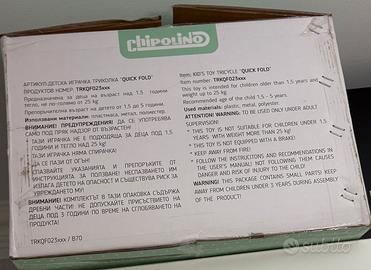 chipolino
АРТИКУЛ:ДЕТСКА ИГРАЧКА ТРИКОЛКА "QUICK FOLD"
ПРОДУКТОВ НОМЕР: TRKQF023xxx
Предназначена за деца на възраст над 1.5 години и
тегло, не по-голямо от 25 kg!
Препоръчителна възраст на детето от 1.5 до 5 години.
Използвани материали: пластмаса, метал, полиестер
ВНИМАНИЕ! ПРЕДУПРЕЖДЕНИЯ! ДА СЕ УПОТРЕБЯВА
САМО ПОД ПРЯК НАДЗОР ОТ ВЪЗРАСТЕН!
ТАЗИ ИГРАЧКА НЕ Е ПОДХОДЯЩА ЗА ДЕЦА ПОД 1.5
ГОДИНИ И ТЕГЛО НАД 25 kg!
ТАЗИ ИГРАЧКА НЯМА СПИРАЧКА!
ДА СЕ ПАЗИ ОТ ОГЪН!
СПАЗВАЙТЕ УКАЗАНИЯТА И ПРЕПОРЪКИТЕ ОТ
ИНСТРУКЦИЯТА ЗА ПОЛЗВАНЕ! НЕСПАЗВАНЕТО ИМ
ИЗЛАГА ДЕТЕТО НА ОПАСНОСТ И СЪЩЕСТВУВА РИСК ЗА
УВРЕЖДАНЕТО МУ!
ВНИМАНИЕ! КОМПЛЕКТЪТ В ТАЗИ ОПАКОВКА СЪДЪРЖА
ДРЕБНИ ЧАСТИ! НЕ ДОПУСКАЙТЕ ПРИСЪСТВИЕТО НА
ДЕЦА ПОД 3 ГОДИНИ ПО ВРЕМЕ НА СГЛОБЯВАНЕТО НА
ПРОДУКТА!
TRKQF023xxx / B70
Item: KID'S TOY TRICYCLE "QUICK FOLD"
This toy is intended for children older than 1.5 years and
weight up to 25 kg!
Recommended age of the child 1.5 - 5 years.
Used materials: plastic, metal, polyester.
ATTENTION! WARNING: TO BE USED ONLY UNDER ADULT
SUPERVISION!
* THIS TOY IS NOT SUITABLE FOR CHILDREN UNDER 1.5
YEARS WITH WEIGHT MORE THAN 25 kg!
* THIS TOY IS NOT EQUIPPED WITH A BRAKE!
* KEEP AWAY FROM FIRE!
* FOLLOW THE INSTRUCTIONS AND RECOMMENDATIONS IN
THE USER'S MANUAL! NOT FOLLOWING THEM CAUSES
DANGER AND RISK OF INJURY TO THE CHILD!
* WARNING! THIS PACKAGE CONTAINS SMALL PARTS! KEEP
AWAY FROM CHILDREN UNDER 3 YEARS DURING ASSEMBLY
OF THE PRODUCT!
subito